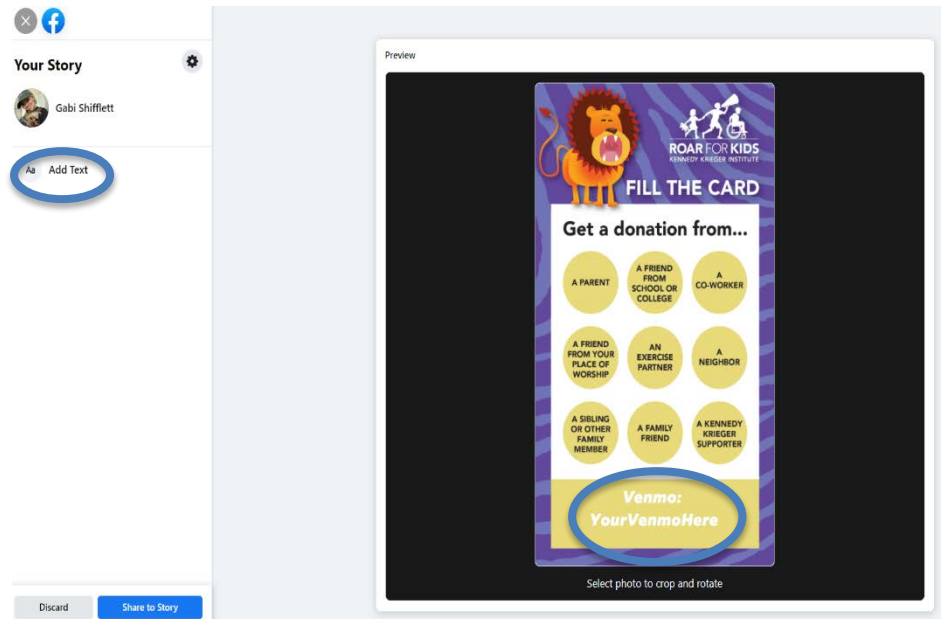 Your Story
Gabi Shifflett
Aa Add Text
Discard
Share to Story
Preview
ROAR FOR KIDS
KENNEDY KRIEGER INSTITUTE
FILL THE CARD
Get a donation from...
A PARENT
A FRIEND
FROM
SCHOOL OR
COLLEGE
A
CO-WORKER
A FRIEND
FROM YOUR
PLACE OF
WORSHIP
AN
EXERCISE
PARTNER
A
NEIGHBOR
A SIBLING
OR OTHER
FAMILY
MEMBER
A FAMILY
FRIEND
A KENNEDY
KRIEGER
SUPPORTER
Venmo:
YourVenmoHere
Select photo to crop and rotate